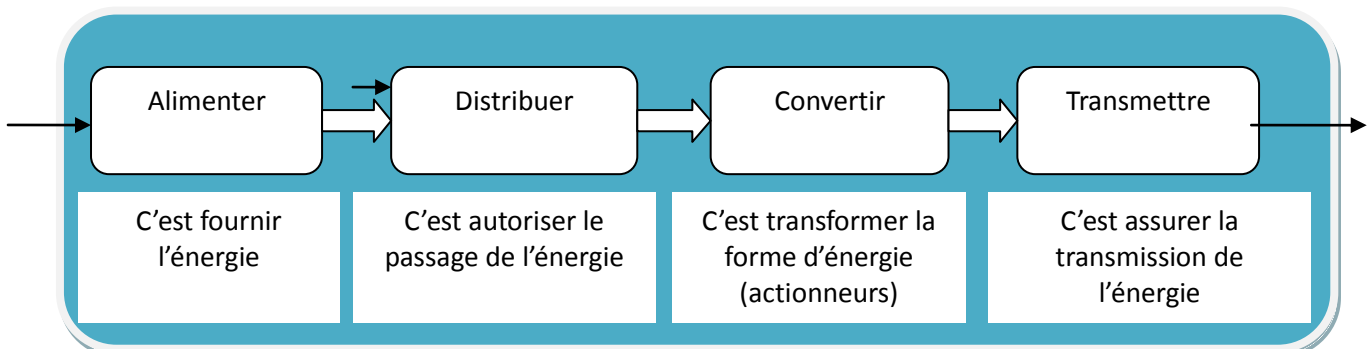 Alimenter
Distribuer
Convertir
Transmettre
C’est fournir
l’énergie
C’est autoriser le
passage de l’énergie
C’est transformer la
forme d’énergie
(actionneurs)
C’est assurer la
transmission de
l’énergie